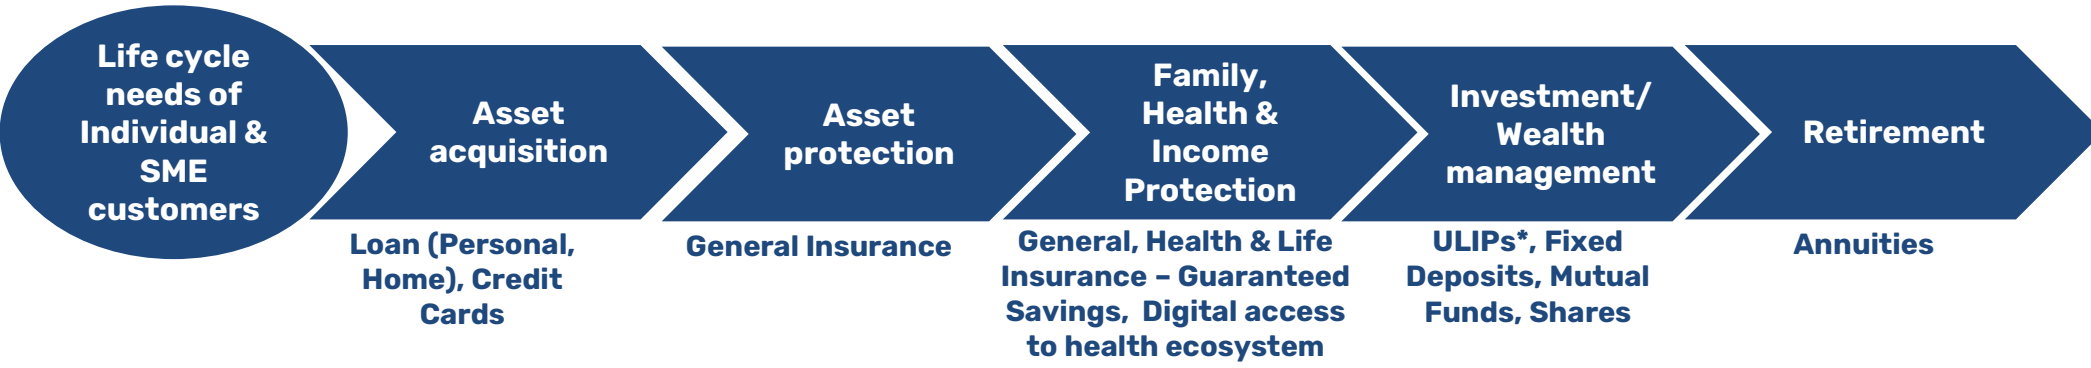 Life cycle
needs of
Individual &
SME
customers
Asset
acquisition
Asset
protection
Family,
Health &
Income
Protection
Investment/
Wealth
management
Retirement
Loan (Personal,
Home), Credit
Cards
General Insurance
General, Health & Life
Insurance – Guaranteed
Savings, Digital access
to health ecosystem
ULIPs*, Fixed
Deposits, Mutual
Funds, Shares
Annuities